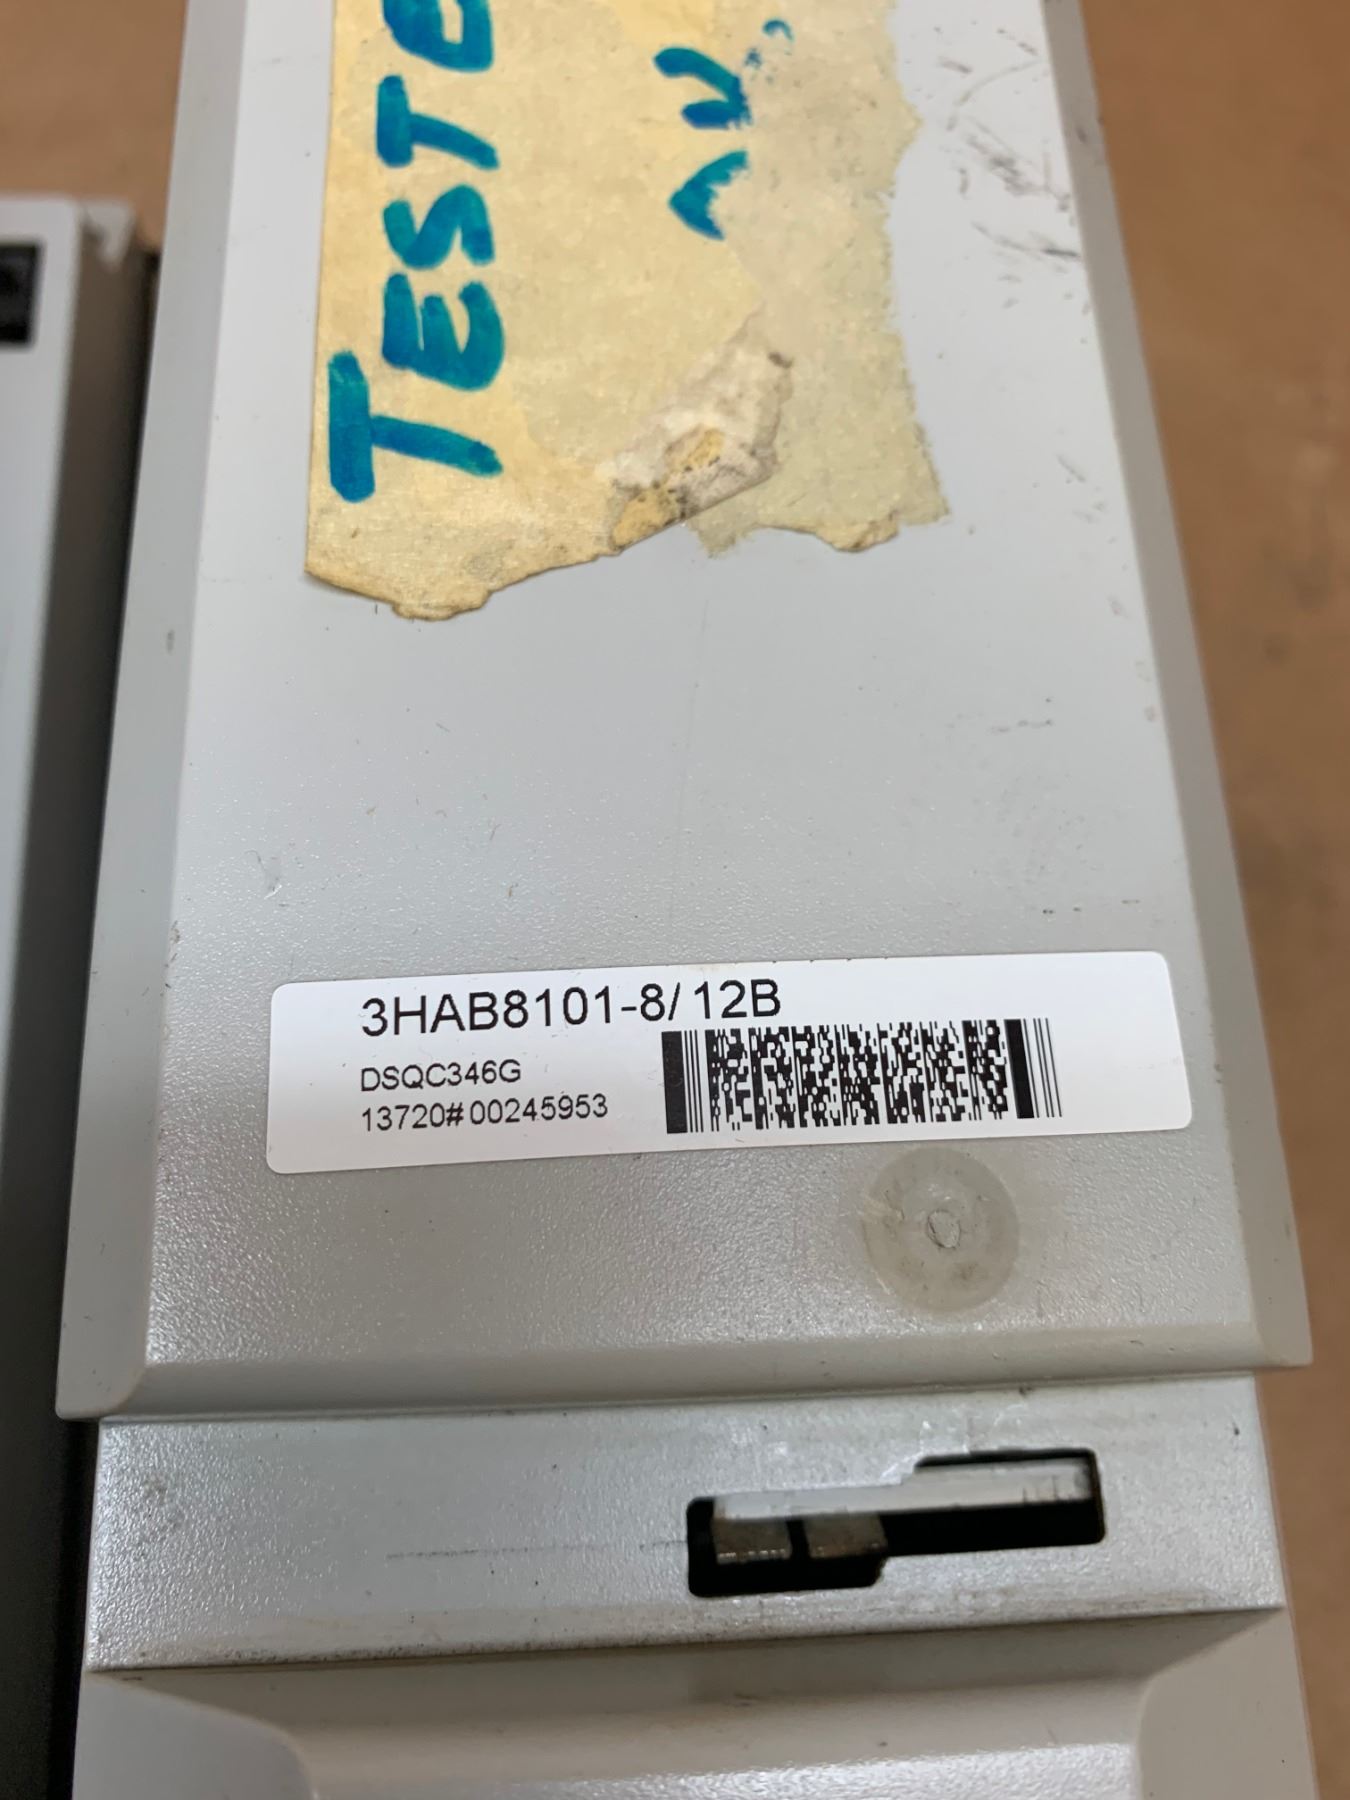 TESTE
3HAB8101-8/12B
DSQC346G
13720#00245953